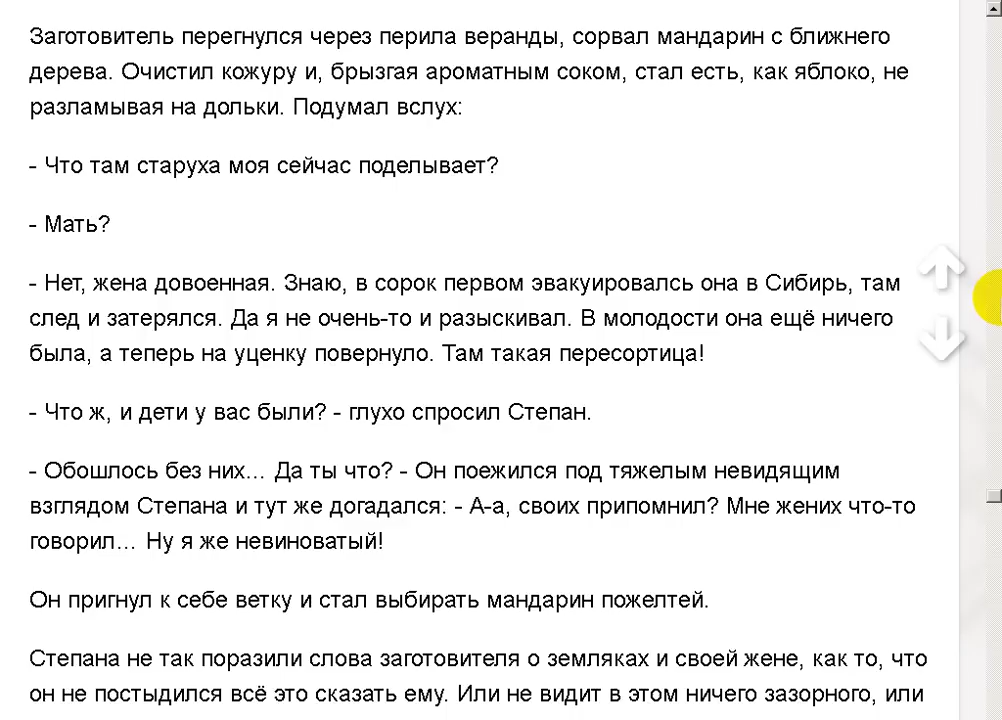 Заготовитель перегнулся через перила веранды, сорвал мандарин с ближнего
дерева. Очистил кожуру и, брызгая ароматным соком, стал есть, как яблоко, не
разламывая на дольки. Подумал вслух:
- Что там старуха моя сейчас поделывает?
- Мать?
- Нет, жена довоенная. Знаю, в сорок первом эвакуировалсь она в Сибирь, там
след и затерялся. Да я не очень-то и разыскивал. В молодости она ещё ничего
была, а теперь на уценку повернуло. Там такая пересортица!
- Что ж, и дети у вас были? - глухо спросил Степан.
- Обошлось без них... Да ты что? - Он поежился под тяжелым невидящим
взглядом Степана и тут же догадался: - А-а, своих припомнил? Мне жених что-то
говорил... Ну я же невиноватый!
Он пригнул к себе ветку и стал выбирать мандарин пожелтей.
Степана не так поразили слова заготовителя о земляках и своей жене, как то, что
он не постыдился всё это сказать ему. Или не видит в этом ничего зазорного, или